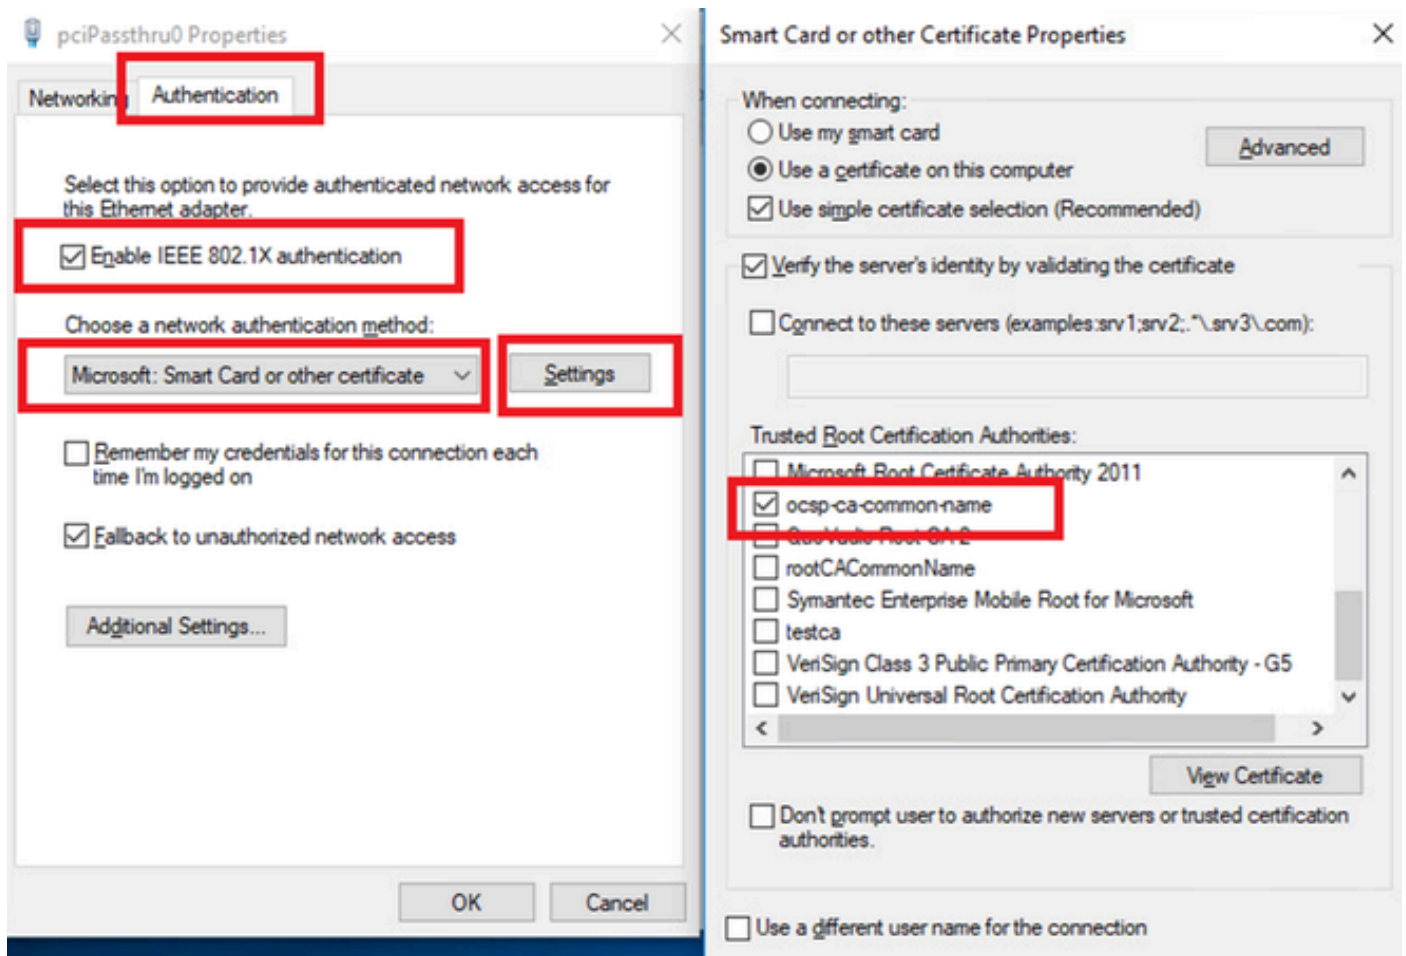 pciPassthru0 Properties
Networking
Authentication
Select this option to provide authenticated network access for
this Ethernet adapter.
Enable IEEE 802.1X authentication
Choose a network authentication method:
Microsoft: Smart Card or other certificate
Settings
Remember my credentials for this connection each
time I'm logged on
Fallback to unauthorized network access
Additional Settings...
OK
Cancel
Smart Card or other Certificate Properties
When connecting:
Use my smart card
Advanced
Use a certificate on this computer
Use simple certificate selection (Recommended)
Verify the server's identity by validating the certificate
Connect to these servers (examples:srv1;srv2;.*\.srv3\.com):
Trusted Root Certification Authorities:
Microsoft Root Certificate Authority 2011
ocsp-ca-common-name
QuoVadis Root CA 2
rootCACommonName
Symantec Enterprise Mobile Root for Microsoft
testca
VeriSign Class 3 Public Primary Certification Authority - G5
VeriSign Universal Root Certification Authority
View Certificate
Don't prompt user to authorize new servers or trusted certification
authorities.
Use a different user name for the connection